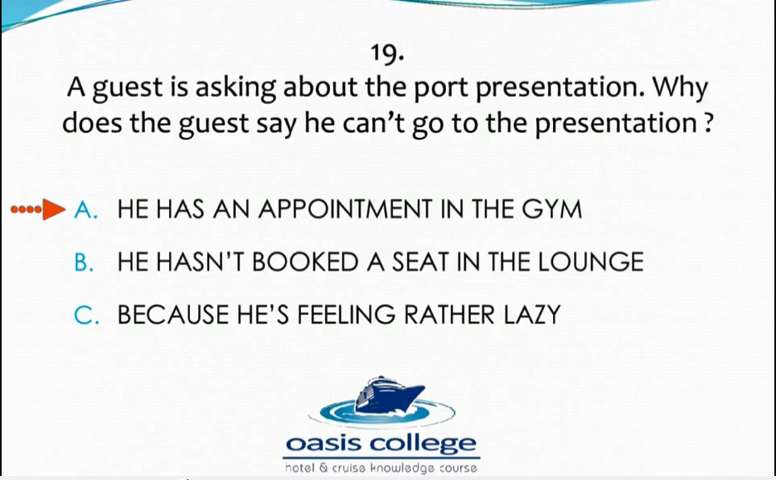 19.
A guest is asking about the port presentation. Why
does the guest say he can't go to the presentation ?
A. HE HAS AN APPOINTMENT IN THE GYM
B. HE HASN'T BOOKED A SEAT IN THE LOUNGE
C. BECAUSE HE'S FEELING RATHER LAZY
oasis college
hotel & cruise knowledge course